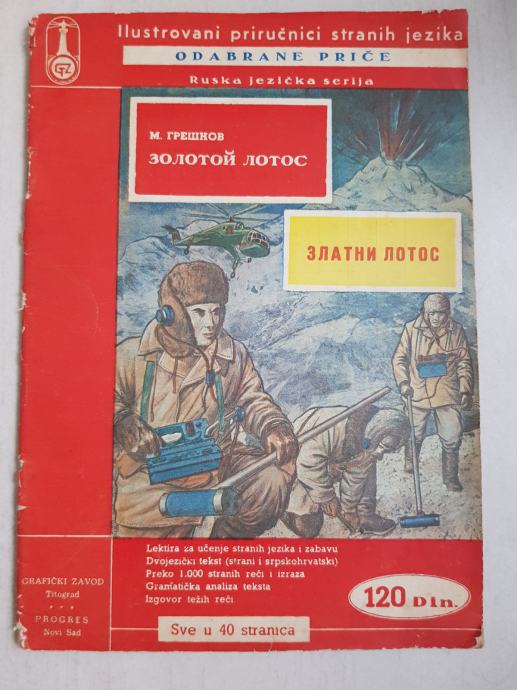 GZ
Ilustrovani priručnici stranih jezika
ODABRANE PRIČE
Ruska jezička serija
М. ГРЕШНОВ
ЗОЛОТОЙ ЛОТОС
ЗЛАТНИ ЛОТОС
Lektira za učenje stranih jezika i zabavu
Dvojezički tekst (strani i srpskohrvatski)
Preko 1.000 stranih reči i izraza
Gramatička analiza teksta
Izgovor težih reči
GRAFIČKI ZAVOD
Titograd
• • •
PROGRES
Novi Sad
120 Din.
Sve u 40 stranica